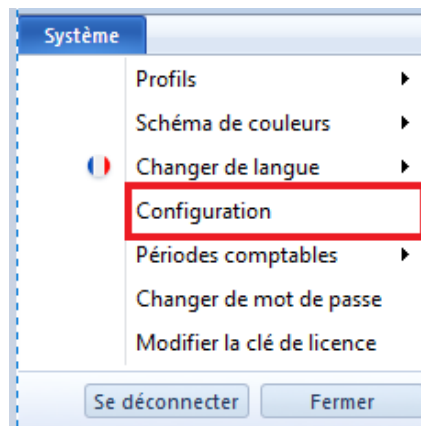 Système
Profils
Schéma de couleurs
Changer de langue
Configuration
Périodes comptables
Changer de mot de passe
Modifier la clé de licence
Se déconnecter Fermer